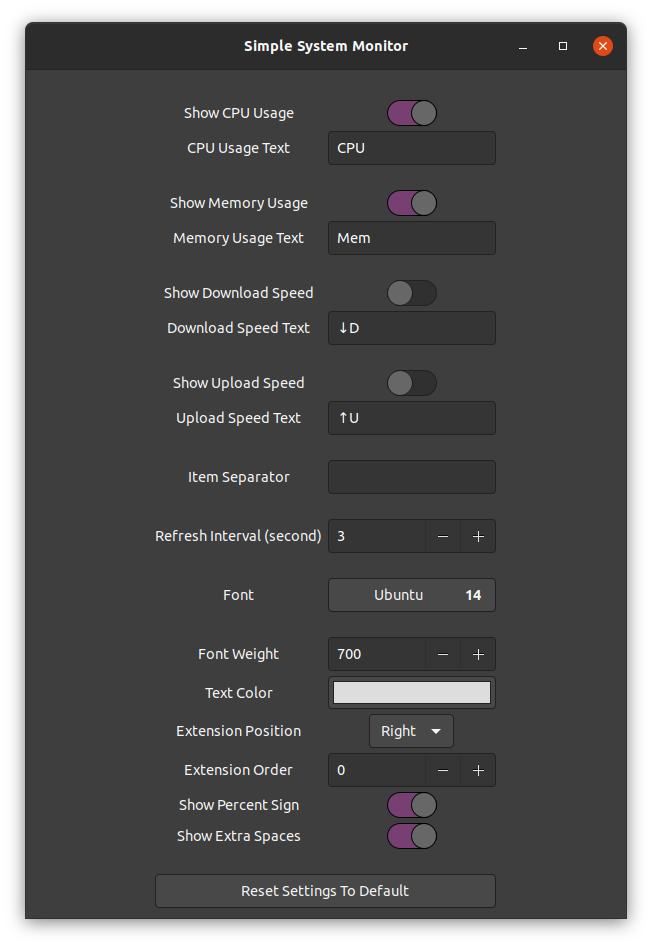 Simple System Monitor
Show CPU Usage
CPU Usage Text CPU
Show Memory Usage
Memory Usage Text Mem
Show Download Speed
Download Speed Text ↓D
Show Upload Speed
Upload Speed Text ↑U
Item Separator
Refresh Interval (second) 3 − +
Font Ubuntu 14
Font Weight 700 − +
Text Color
Extension Position Right
Extension Order 0 − +
Show Percent Sign
Show Extra Spaces
Reset Settings To Default